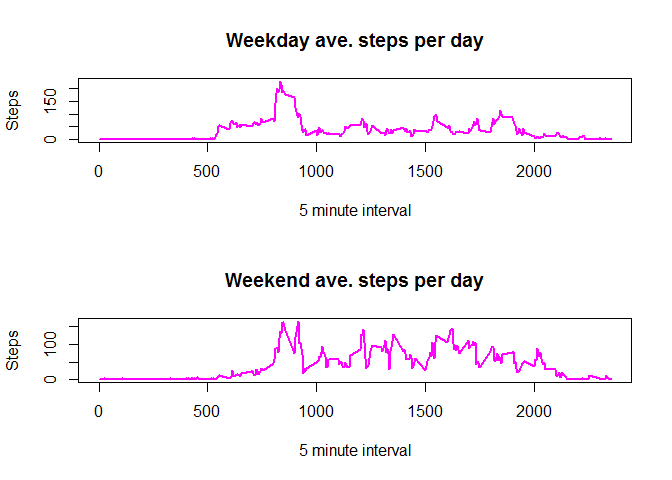 Weekday ave. steps per day
Steps
150
0
0 500 1000 1500 2000
5 minute interval
Weekend ave. steps per day
Steps
100
0
0 500 1000 1500 2000
5 minute interval